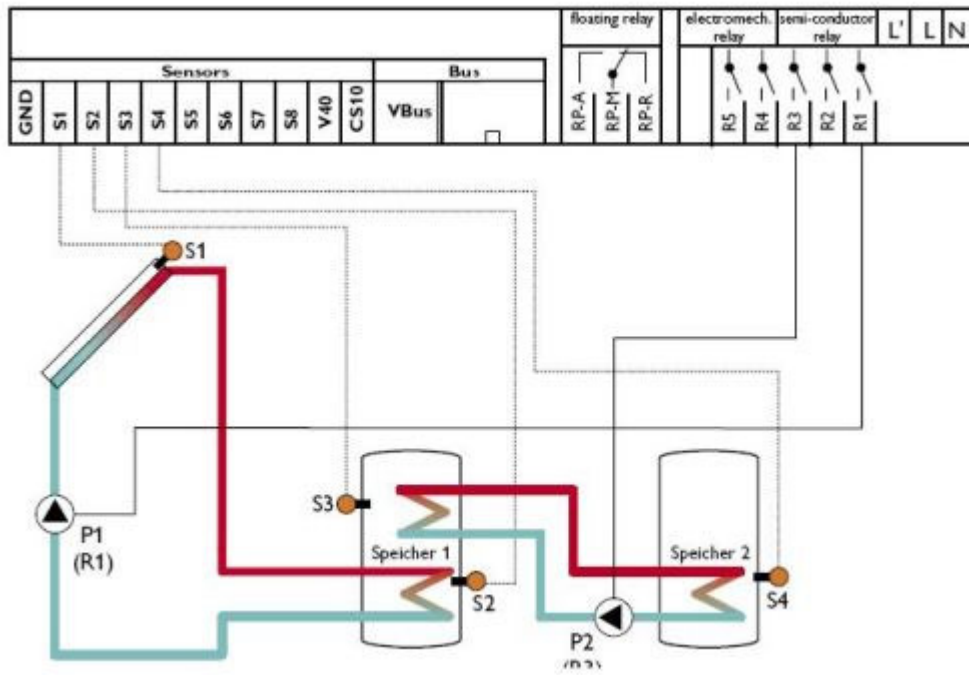 floating relay
electromech. relay
semi-conductor relay
L' L N
Sensors
Bus
GND S1 S2 S3 S4 S5 S6 S7 S8 V40 CS10
VBus
RP-A RP-M RP-R
R5 R4 R3 R2 R1
S1
S3
P1
(R1)
Speicher 1
S2
Speicher 2
S4
P2